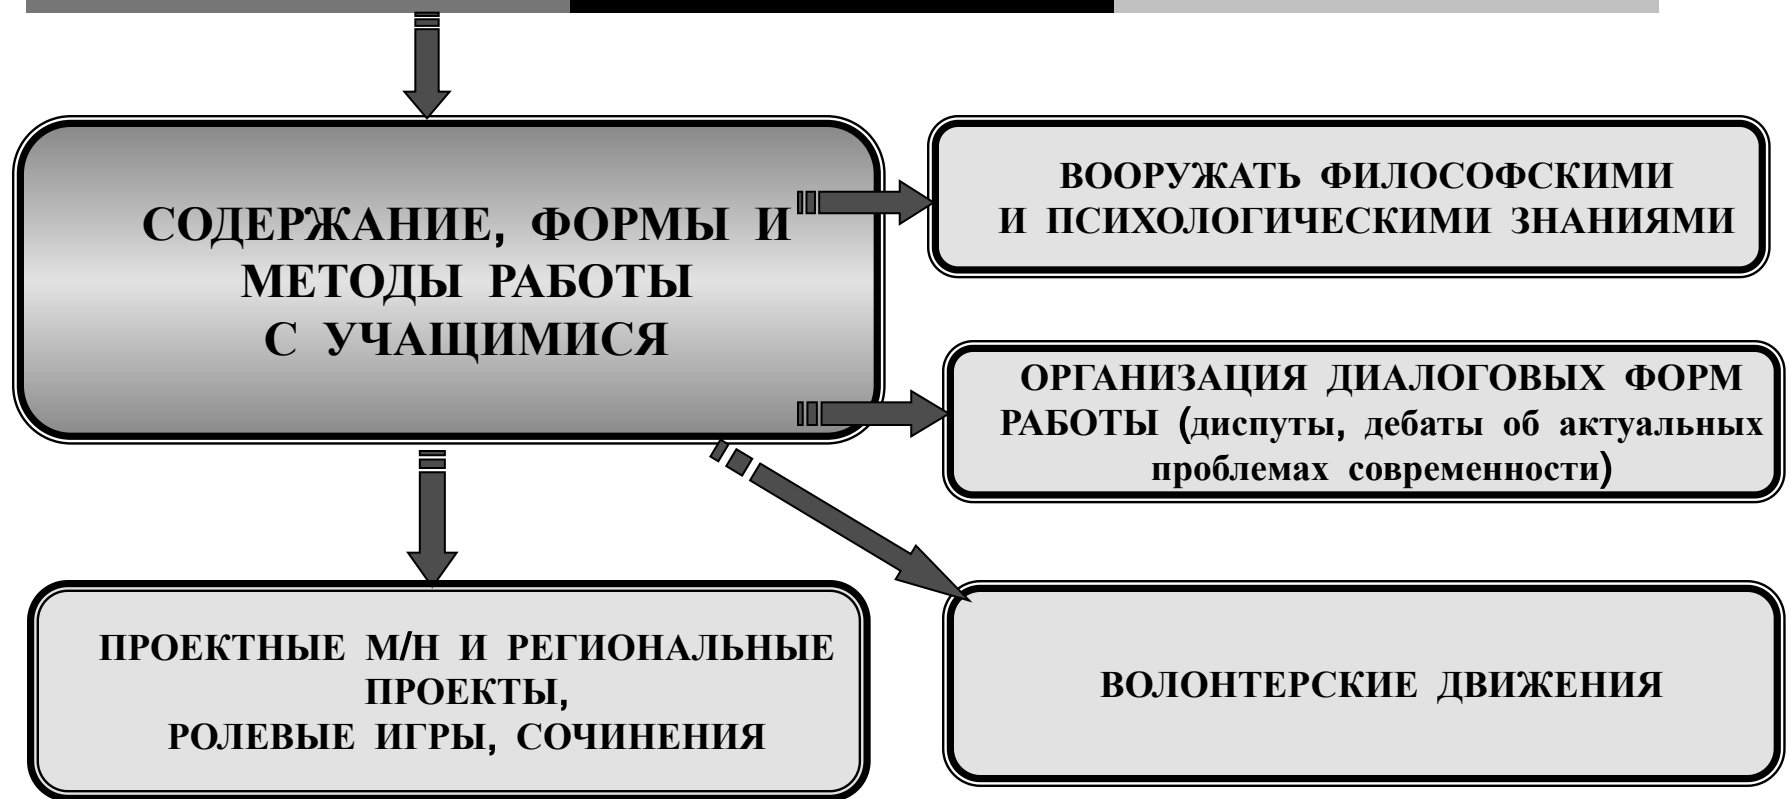 СОДЕРЖАНИЕ, ФОРМЫ И
МЕТОДЫ РАБОТЫ
С УЧАЩИМИСЯ
ВООРУЖАТЬ ФИЛОСОФСКИМИ
И ПСИХОЛОГИЧЕСКИМИ ЗНАНИЯМИ
ОРГАНИЗАЦИЯ ДИАЛОГОВЫХ ФОРМ
РАБОТЫ (диспуты, дебаты об актуальных
проблемах современности)
ПРОЕКТНЫЕ М/Н И РЕГИОНАЛЬНЫЕ
ПРОЕКТЫ,
РОЛЕВЫЕ ИГРЫ, СОЧИНЕНИЯ
ВОЛОНТЕРСКИЕ ДВИЖЕНИЯ